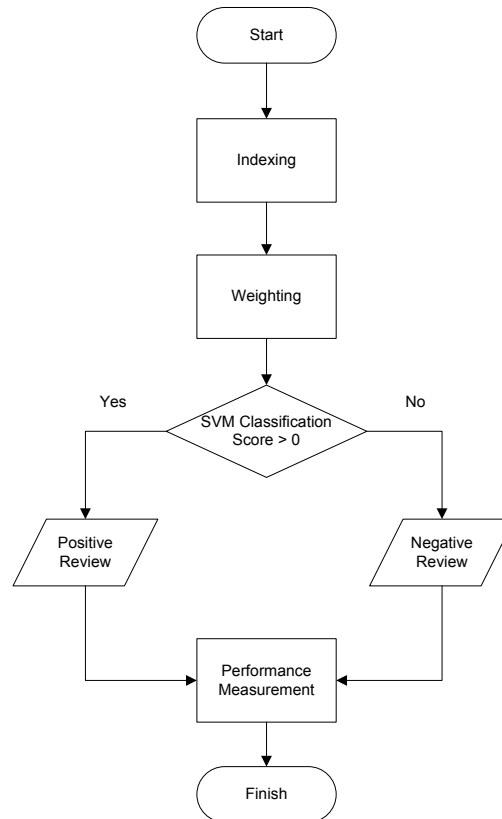 Start
Indexing
Weighting
Yes
No
SVM Classification
Score > 0
Positive
Review
Negative
Review
Performance
Measurement
Finish